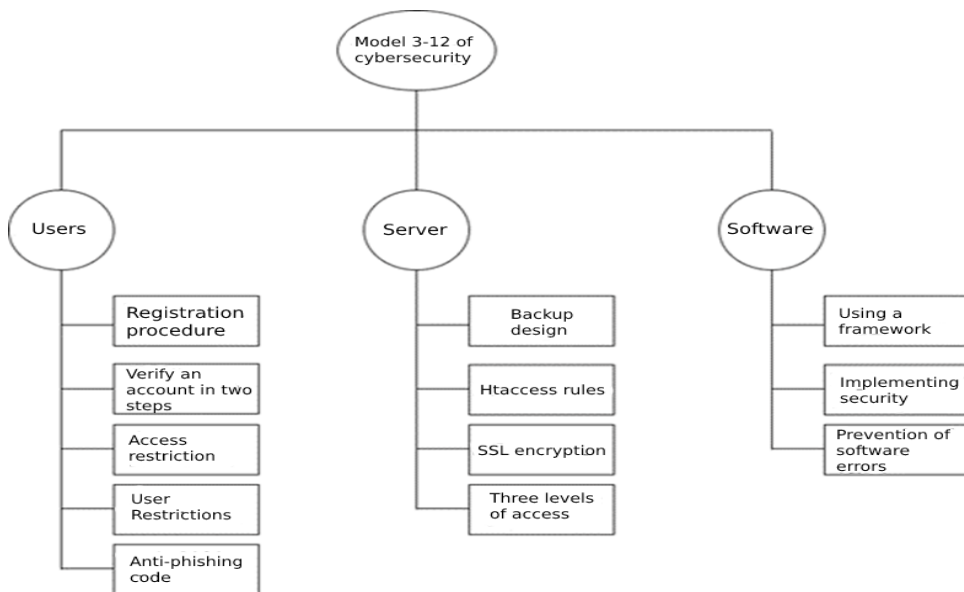 Model 3-12 of
cybersecurity
Users
Server
Software
Registration
procedure
Verify an
account in two
steps
Access
restriction
User
Restrictions
Anti-phishing
code
Backup
design
Htaccess rules
SSL encryption
Three levels
of access
Using a
framework
Implementing
security
Prevention of
software
errors